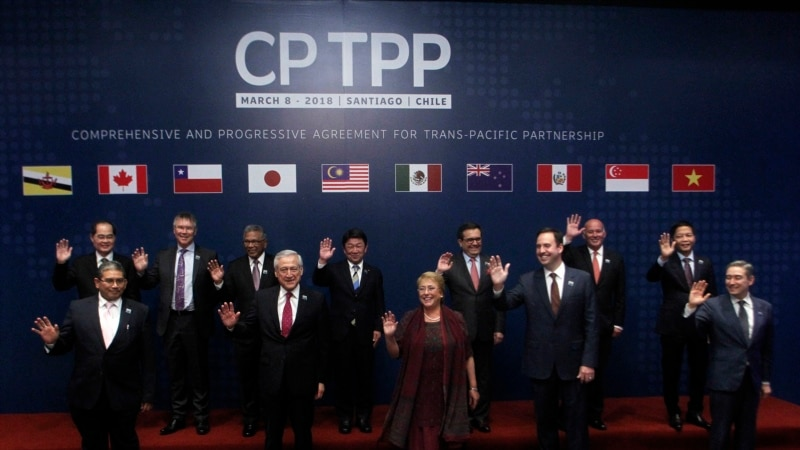 CP TPP
MARCH 8 - 2018 | SANTIAGO | CHILE
COMPREHENSIVE AND PROGRESSIVE AGREEMENT FOR TRANS-PACIFIC PARTNERSHIP